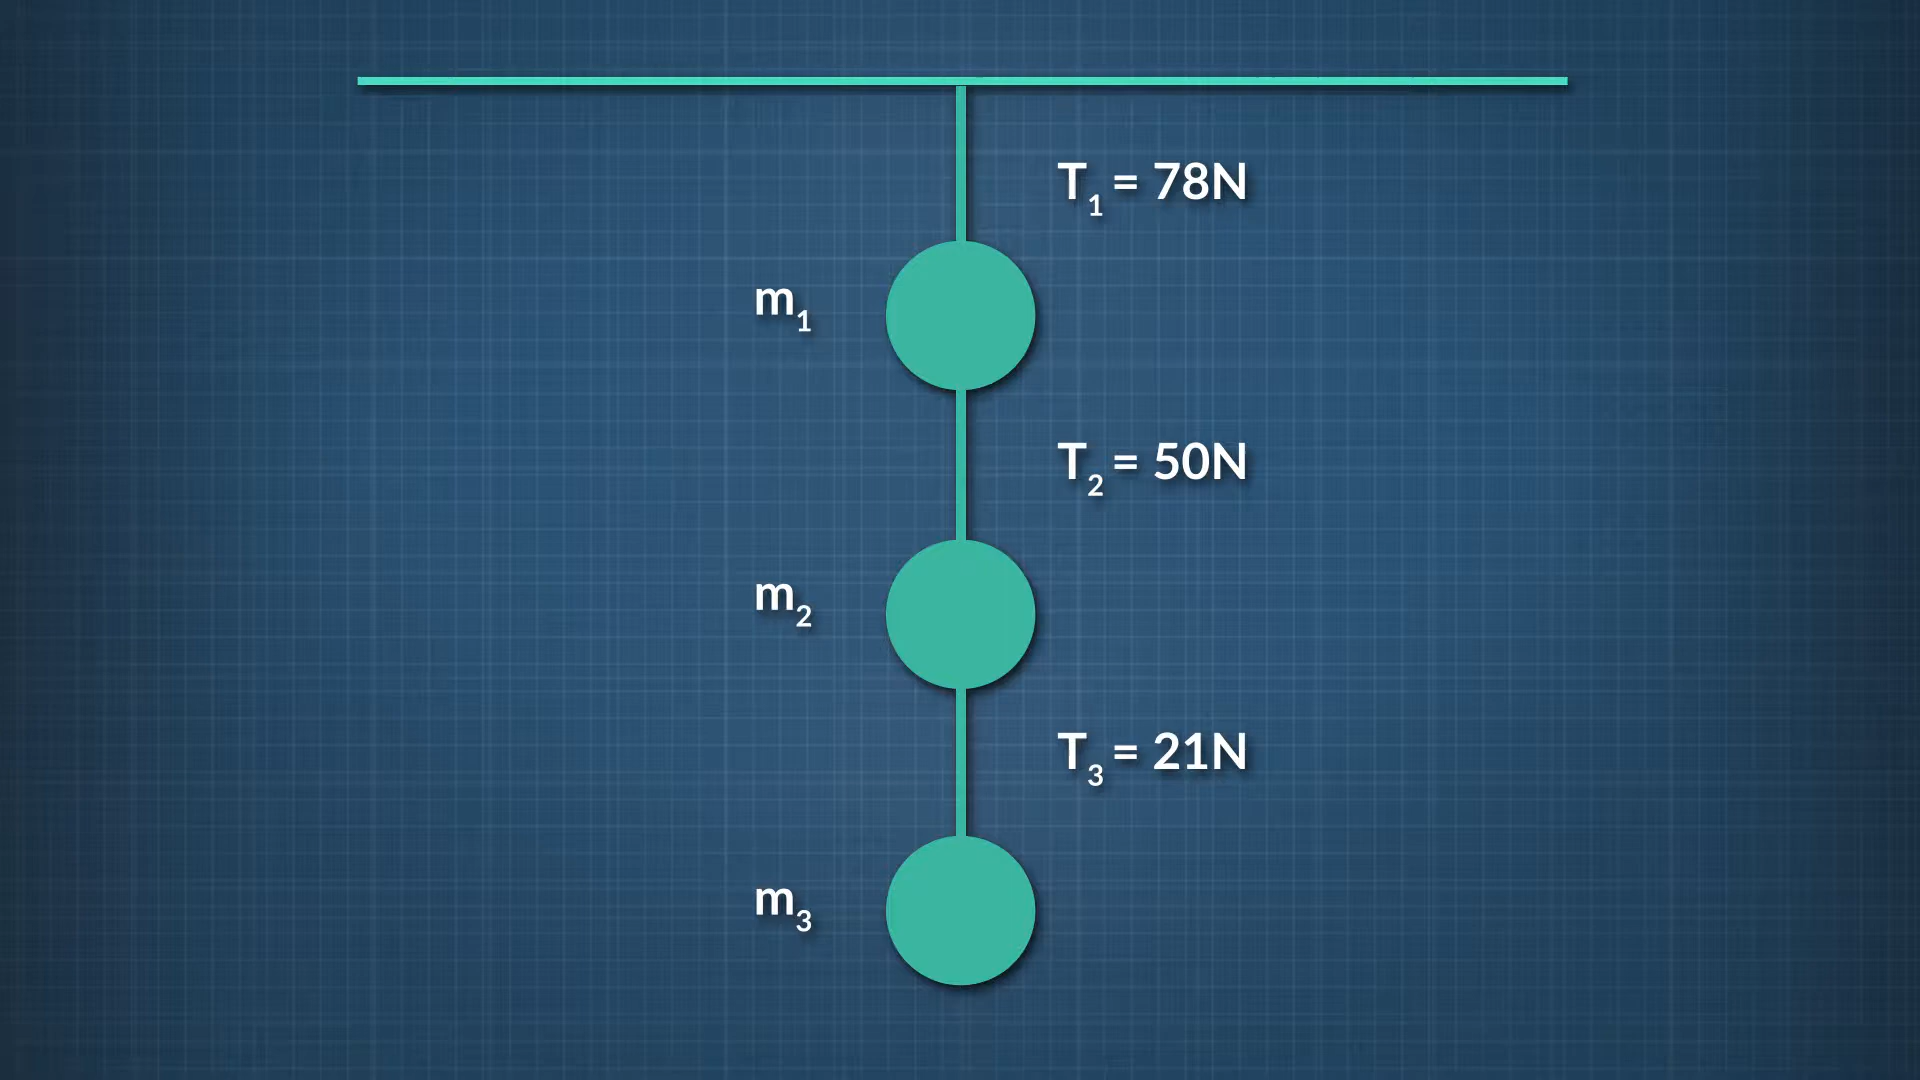 T₁ = 78N
m₁
T₂ = 50N
m₂
T₃ = 21N
m₃